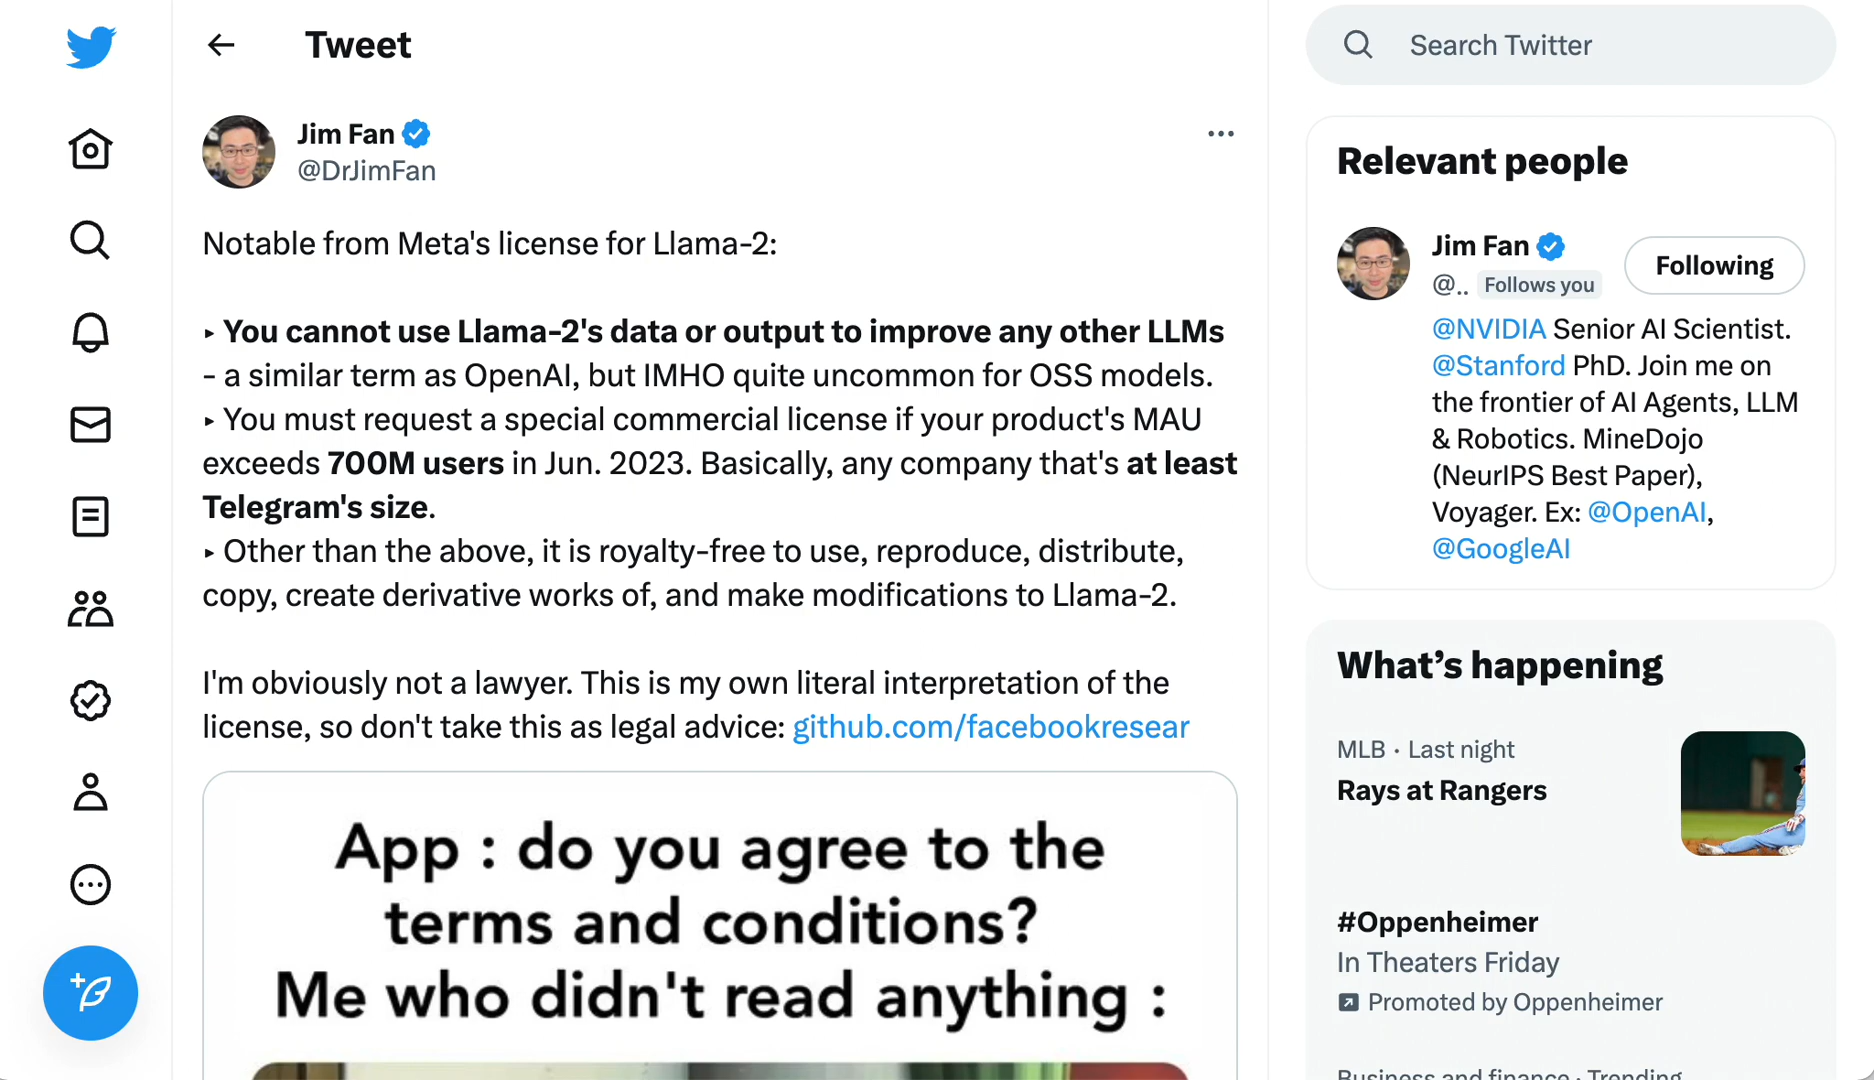 Tweet
Jim Fan
@DrJimFan
Notable from Meta's license for Llama-2:
▸ You cannot use Llama-2's data or output to improve any other LLMs
- a similar term as OpenAI, but IMHO quite uncommon for OSS models.
▸ You must request a special commercial license if your product's MAU
exceeds 700M users in Jun. 2023. Basically, any company that's at least
Telegram's size.
▸ Other than the above, it is royalty-free to use, reproduce, distribute,
copy, create derivative works of, and make modifications to Llama-2.
I'm obviously not a lawyer. This is my own literal interpretation of the
license, so don't take this as legal advice: github.com/facebookresear
App : do you agree to the
terms and conditions?
Me who didn't read anything :
Search Twitter
Relevant people
Jim Fan
@.. Follows you
Following
@NVIDIA Senior AI Scientist.
@Stanford PhD. Join me on
the frontier of AI Agents, LLM
& Robotics. MineDojo
(NeurIPS Best Paper),
Voyager. Ex: @OpenAI,
@GoogleAI
What's happening
MLB · Last night
Rays at Rangers
#Oppenheimer
In Theaters Friday
Promoted by Oppenheimer
Business and finance · Trending